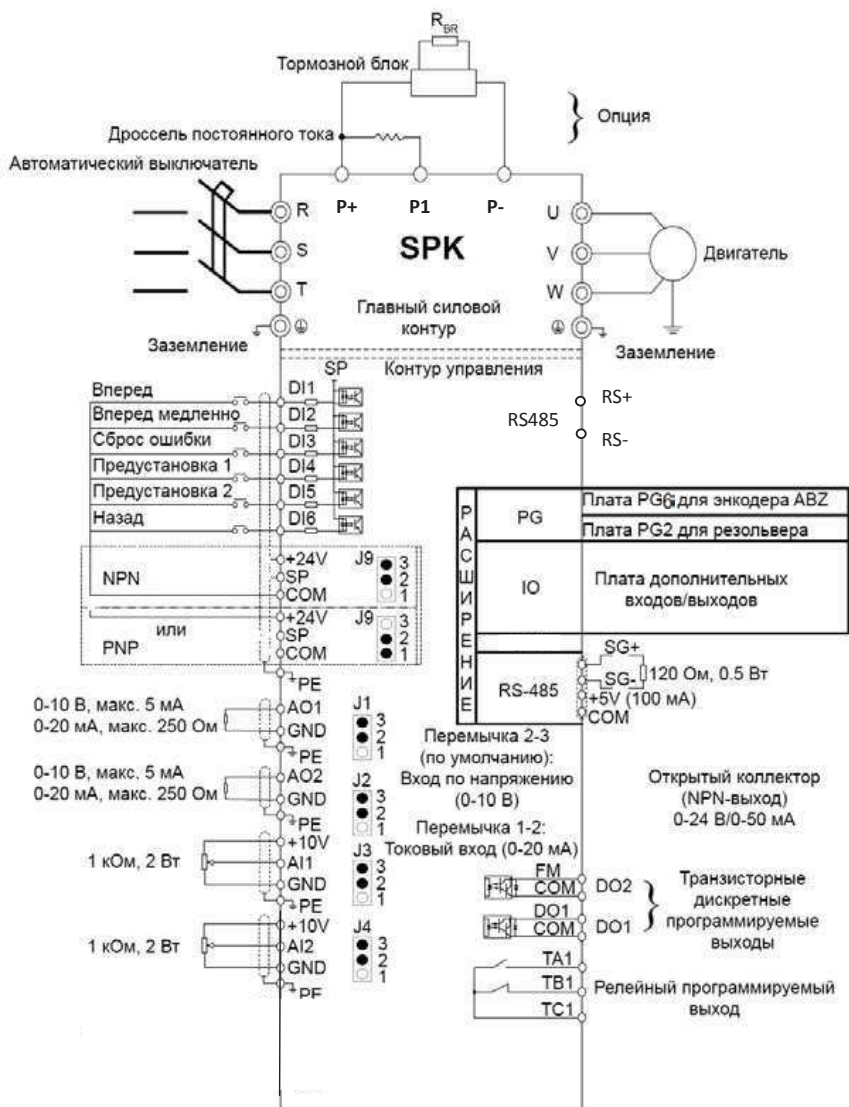 RBR
Тормозной блок
Опция
Дроссель постоянного тока
Автоматический выключатель
P+ P1 P-
R
S
T
SPK
U
V
W
Двигатель
Главный силовой
контур
Заземление
Заземление
SP
Контур управления
Вперед DI1
Вперед медленно DI2
Сброс ошибки DI3
Предустановка 1 DI4
Предустановка 2 DI5
Назад DI6
RS485
RS+
RS-
NPN
+24V
SP
COM
J9
3
2
1
или
PNP
+24V
SP
COM
J9
3
2
1
PE
РАСШИРЕНИЕ
PG
Плата PG6i для энкодера ABZ
Плата PG2 для резольвера
IO
Плата дополнительных
входов/выходов
RS-485
SG+
SG-
120 Ом, 0.5 Вт
+5V (100 мА)
COM
0-10 В, макс. 5 мА
0-20 мА, макс. 250 Ом
AO1
GND
PE
J1
3
2
1
0-10 В, макс. 5 мА
0-20 мА, макс. 250 Ом
AO2
GND
PE
J2
3
2
1
1 кОм, 2 Вт
+10V
AI1
GND
PE
J3
3
2
1
1 кОм, 2 Вт
+10V
AI2
GND
PE
J4
3
2
1
Перемычка 2-3
(по умолчанию):
Вход по напряжению
(0-10 В)
Перемычка 1-2:
Токовый вход (0-20 мА)
Открытый коллектор
(NPN-выход)
0-24 В/0-50 мА
FM
COM
DO2
DO1
COM
DO1
Транзисторные
дискретные
программируемые
выходы
TA1
TB1
TC1
Релейный программируемый
выход